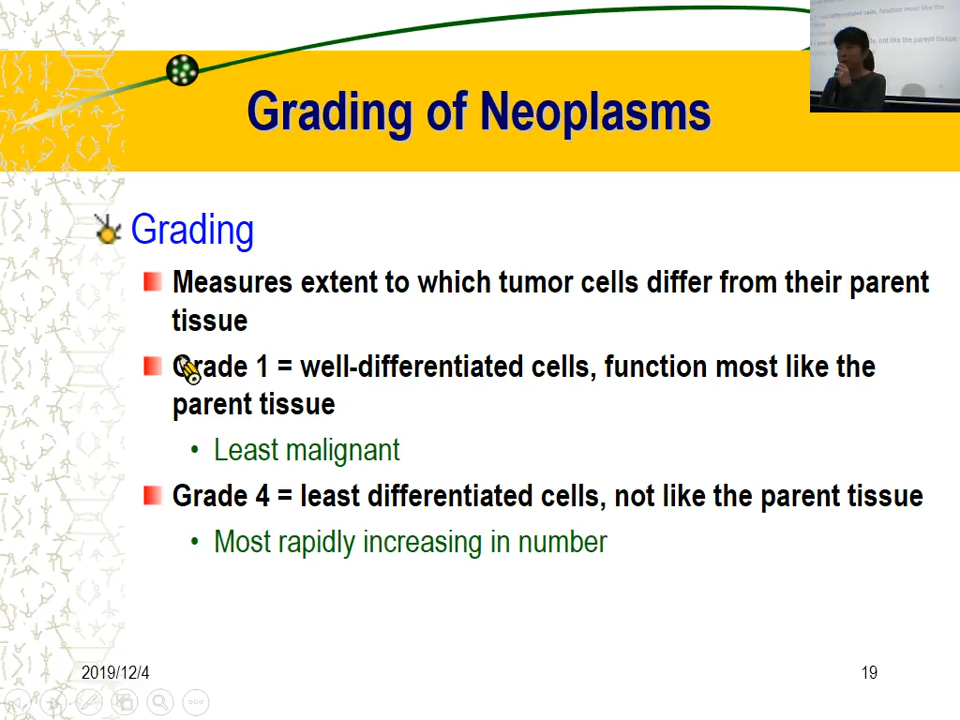 Grading of Neoplasms
Grading
Measures extent to which tumor cells differ from their parent
tissue
Grade 1 = well-differentiated cells, function most like the
parent tissue
• Least malignant
Grade 4 = least differentiated cells, not like the parent tissue
• Most rapidly increasing in number
2019/12/4
19